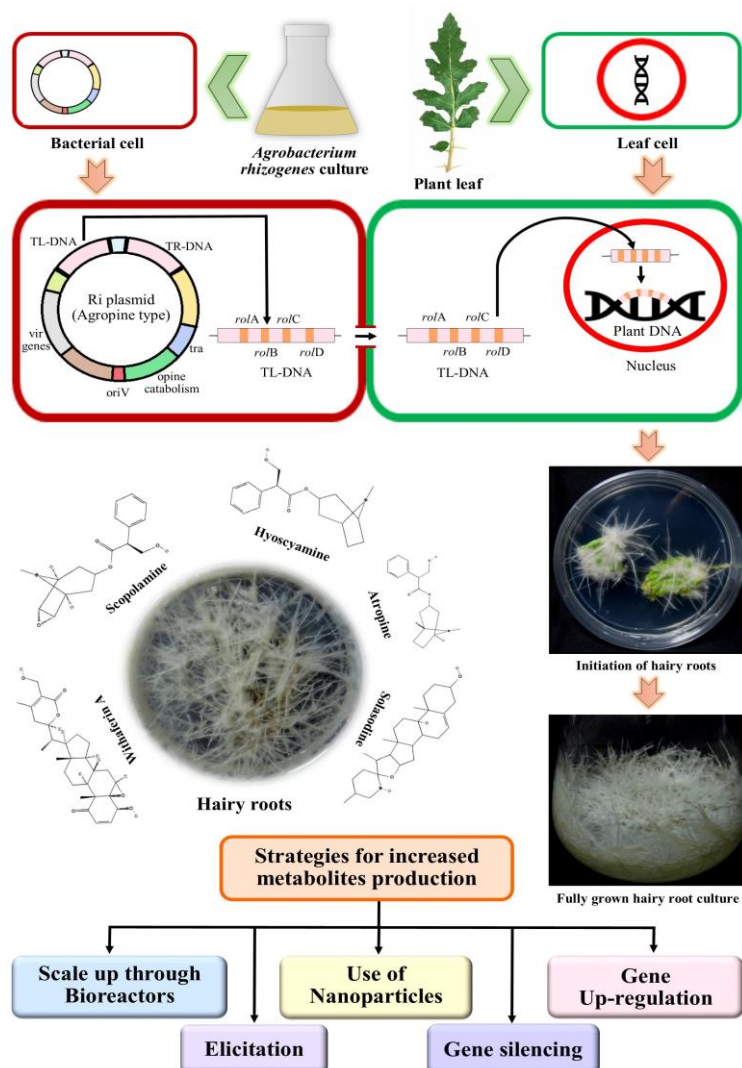 Bacterial cell
Agrobacterium
rhizogenes culture
Plant leaf
Leaf cell
TL-DNA
TR-DNA
Ri plasmid
(Agropine type)
vir
genes
tra
opine
catabolism
oriV
rolA
rolC
rolB
rolD
TL-DNA
rolA
rolC
rolB
rolD
TL-DNA
Plant DNA
Nucleus
Scopolamine
Hyoscyamine
Atropine
Withaferin A
Solasodine
Hairy roots
Initiation of hairy roots
Fully grown hairy root culture
Strategies for increased
metabolites production
Scale up through
Bioreactors
Use of
Nanoparticles
Gene
Up-regulation
Elicitation
Gene silencing